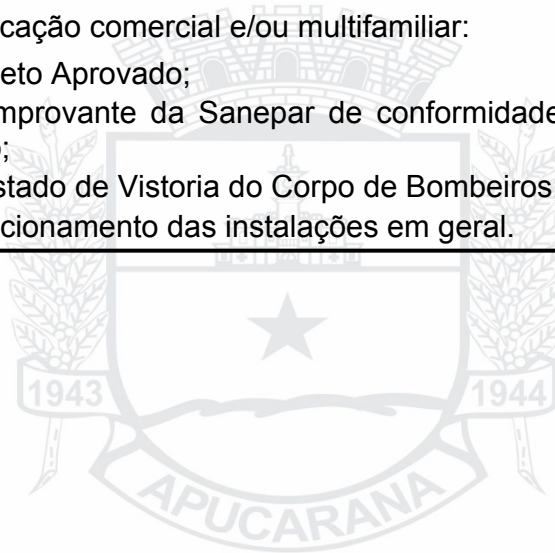 cação comercial e/ou multifamiliar:
eto Aprovado;
mprovante da Sanepar de conformidade
;
stado de Vistoria do Corpo de Bombeiros
cionamento das instalações em geral.
1943
1944
APUCARANA